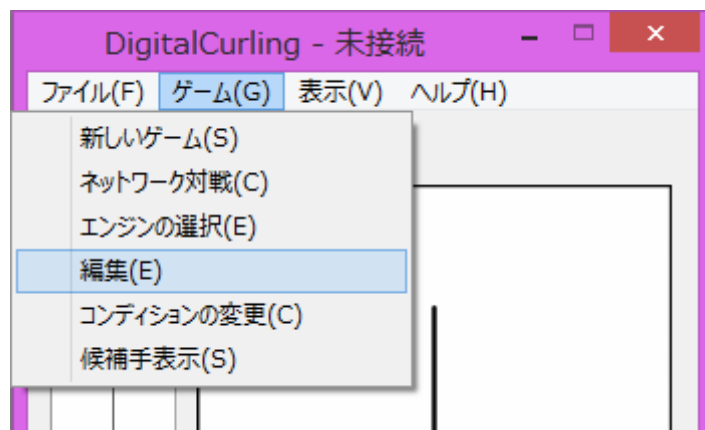 DigitalCurling - 未接続
ファイル(F) ゲーム(G) 表示(V) ヘルプ(H)
新しいゲーム(S)
ネットワーク対戦(C)
エンジンの選択(E)
編集(E)
コンディションの変更(C)
候補手表示(S)